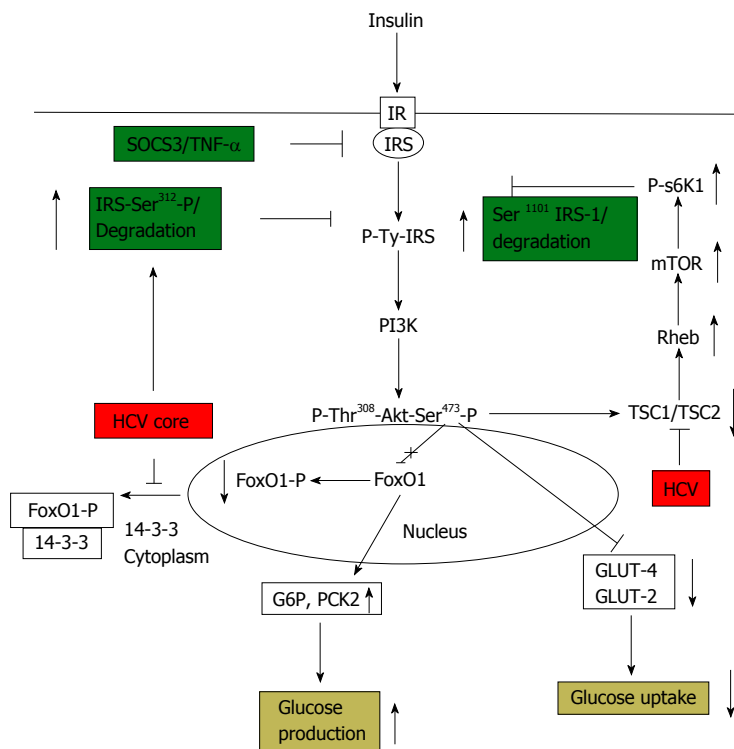 Insulin
IR
IRS
SOCS3/TNF-α
IRS-Ser³¹²-P/
Degradation
P-Ty-IRS
Ser ¹¹⁰¹ IRS-1/
degradation
P-s6K1
mTOR
Rheb
PI3K
HCV core
P-Thr³⁰⁸-Akt-Ser⁴⁷³-P
TSC1/TSC2
HCV
FoxO1-P
FoxO1
FoxO1-P
14-3-3
14-3-3
Cytoplasm
Nucleus
G6P, PCK2
GLUT-4
GLUT-2
Glucose
production
Glucose uptake